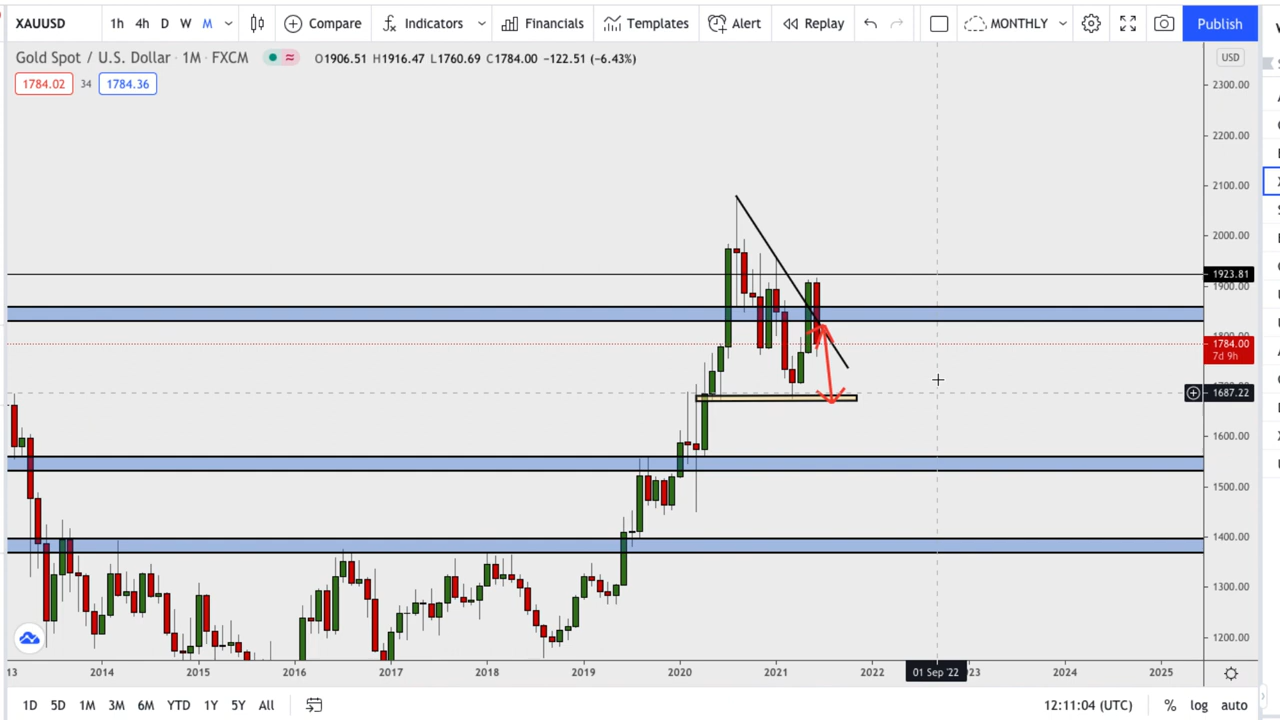 XAUUSD 1h 4h D W M Compare Indicators Financials Templates Alert Replay MONTHLY Publish
Gold Spot / U.S. Dollar · 1M · FXCM O1906.51 H1916.47 L1760.69 C1784.00 −122.51 (−6.43%)
USD
1784.02 34 1784.36
2300.00
2200.00
2100.00
2000.00
1923.81
1900.00
1784.00
7d 9h
1687.22
1600.00
1500.00
1400.00
1300.00
1200.00
13 2014 2015 2016 2017 2018 2019 2020 2021 2022 01 Sep '22 23 2024 2025
1D 5D 1M 3M 6M YTD 1Y 5Y All 12:11:04 (UTC) % log auto